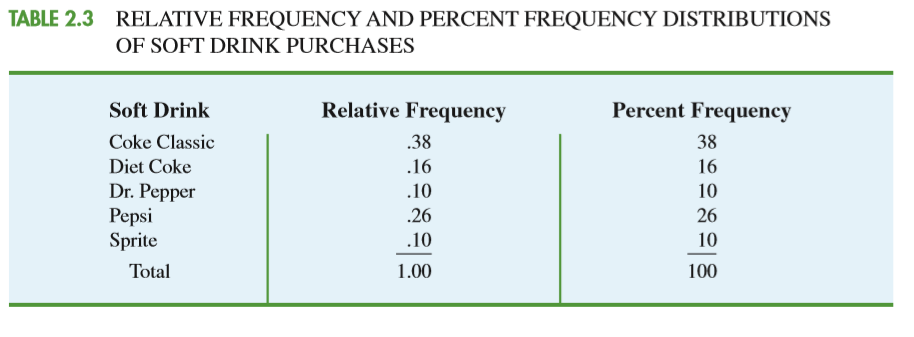 TABLE 2.3 RELATIVE FREQUENCY AND PERCENT FREQUENCY DISTRIBUTIONS
OF SOFT DRINK PURCHASES
Soft Drink Relative Frequency Percent Frequency
Coke Classic .38 38
Diet Coke .16 16
Dr. Pepper .10 10
Pepsi .26 26
Sprite .10 10
Total 1.00 100